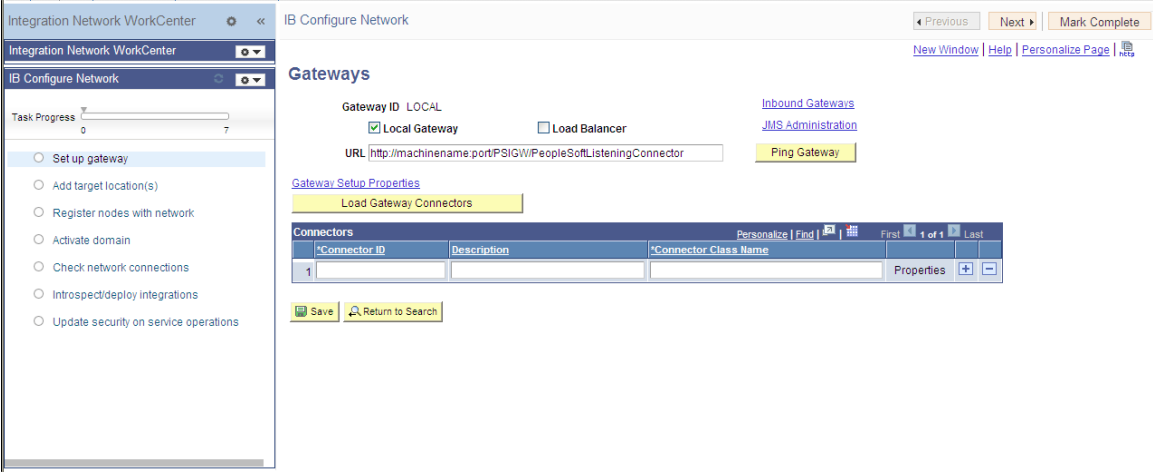 Integration Network WorkCenter
Integration Network WorkCenter
IB Configure Network
Task Progress
0 7
Set up gateway
Add target location(s)
Register nodes with network
Activate domain
Check network connections
Introspect/deploy integrations
Update security on service operations
IB Configure Network
Previous Next Mark Complete
New Window | Help | Personalize Page | http
Gateways
Gateway ID LOCAL
Inbound Gateways
Local Gateway Load Balancer
JMS Administration
URL http://machinename:port/PSIGW/PeopleSoftListeningConnector
Ping Gateway
Gateway Setup Properties
Load Gateway Connectors
Connectors Personalize | Find | | First 1 of 1 Last
*Connector ID Description *Connector Class Name
1 Properties
Save Return to Search